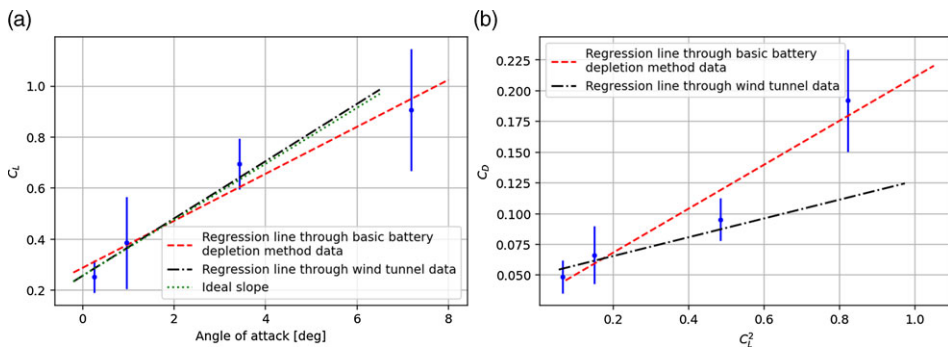 (a)
1.0
0.8
0.6
0.4
0.2
C_L
0
2
4
6
8
Angle of attack [deg]
Regression line through basic battery
depletion method data
Regression line through wind tunnel data
Ideal slope
(b)
0.225
0.200
0.175
0.150
0.125
0.100
0.075
0.050
C_D
0.2
0.4
0.6
0.8
1.0
C_L^2
Regression line through basic battery
depletion method data
Regression line through wind tunnel data